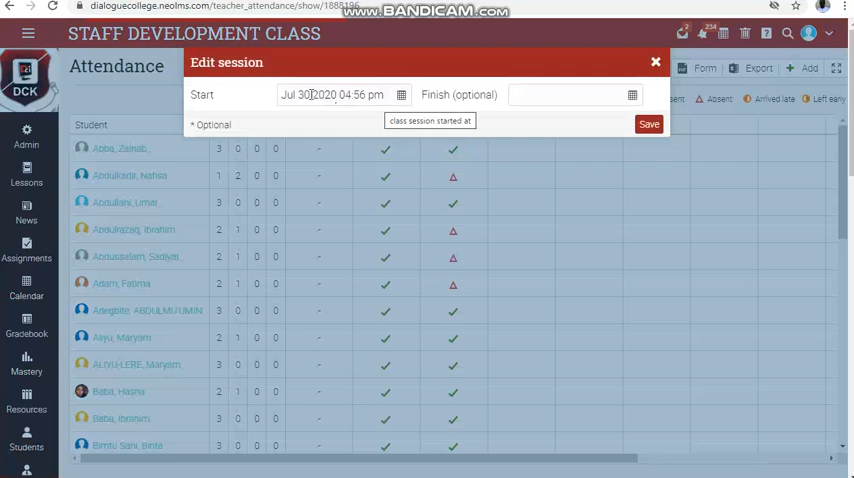 dialoguecollege.neolms.com/teacher_attendance/show/1888196
www.BANDICAM.com
STAFF DEVELOPMENT CLASS
2
234
DCK
Attendance
Form
Export
Add
Edit session
Start
Jul 30 2020 04:56 pm
Finish (optional)
class session started at
* Optional
Save
Absent
Arrived late
Left early
Student
Abba, Zainab,
3 0 0 0 -
Abdulkadir, Nahsa
1 2 0 0 -
Abdullahi, Umar
3 0 0 0 -
Abdulrazaq, Ibrahim
2 1 0 0 -
Abdussalam, Sadiyat,
2 1 0 0 -
Adam, Fatima
2 1 0 0 -
Adegbite, ABDULMU'UMIN
3 0 0 0 -
Aliyu, Maryam
3 0 0 0 -
ALIYU-LERE, Maryam
3 0 0 0 -
Baba, Hasna
2 1 0 0 -
Baba, Ibrahim
3 0 0 0 -
Bimtu Sani, Binta
3 0 0 0 -
Admin
Lessons
News
Assignments
Calendar
Gradebook
Mastery
Resources
Students